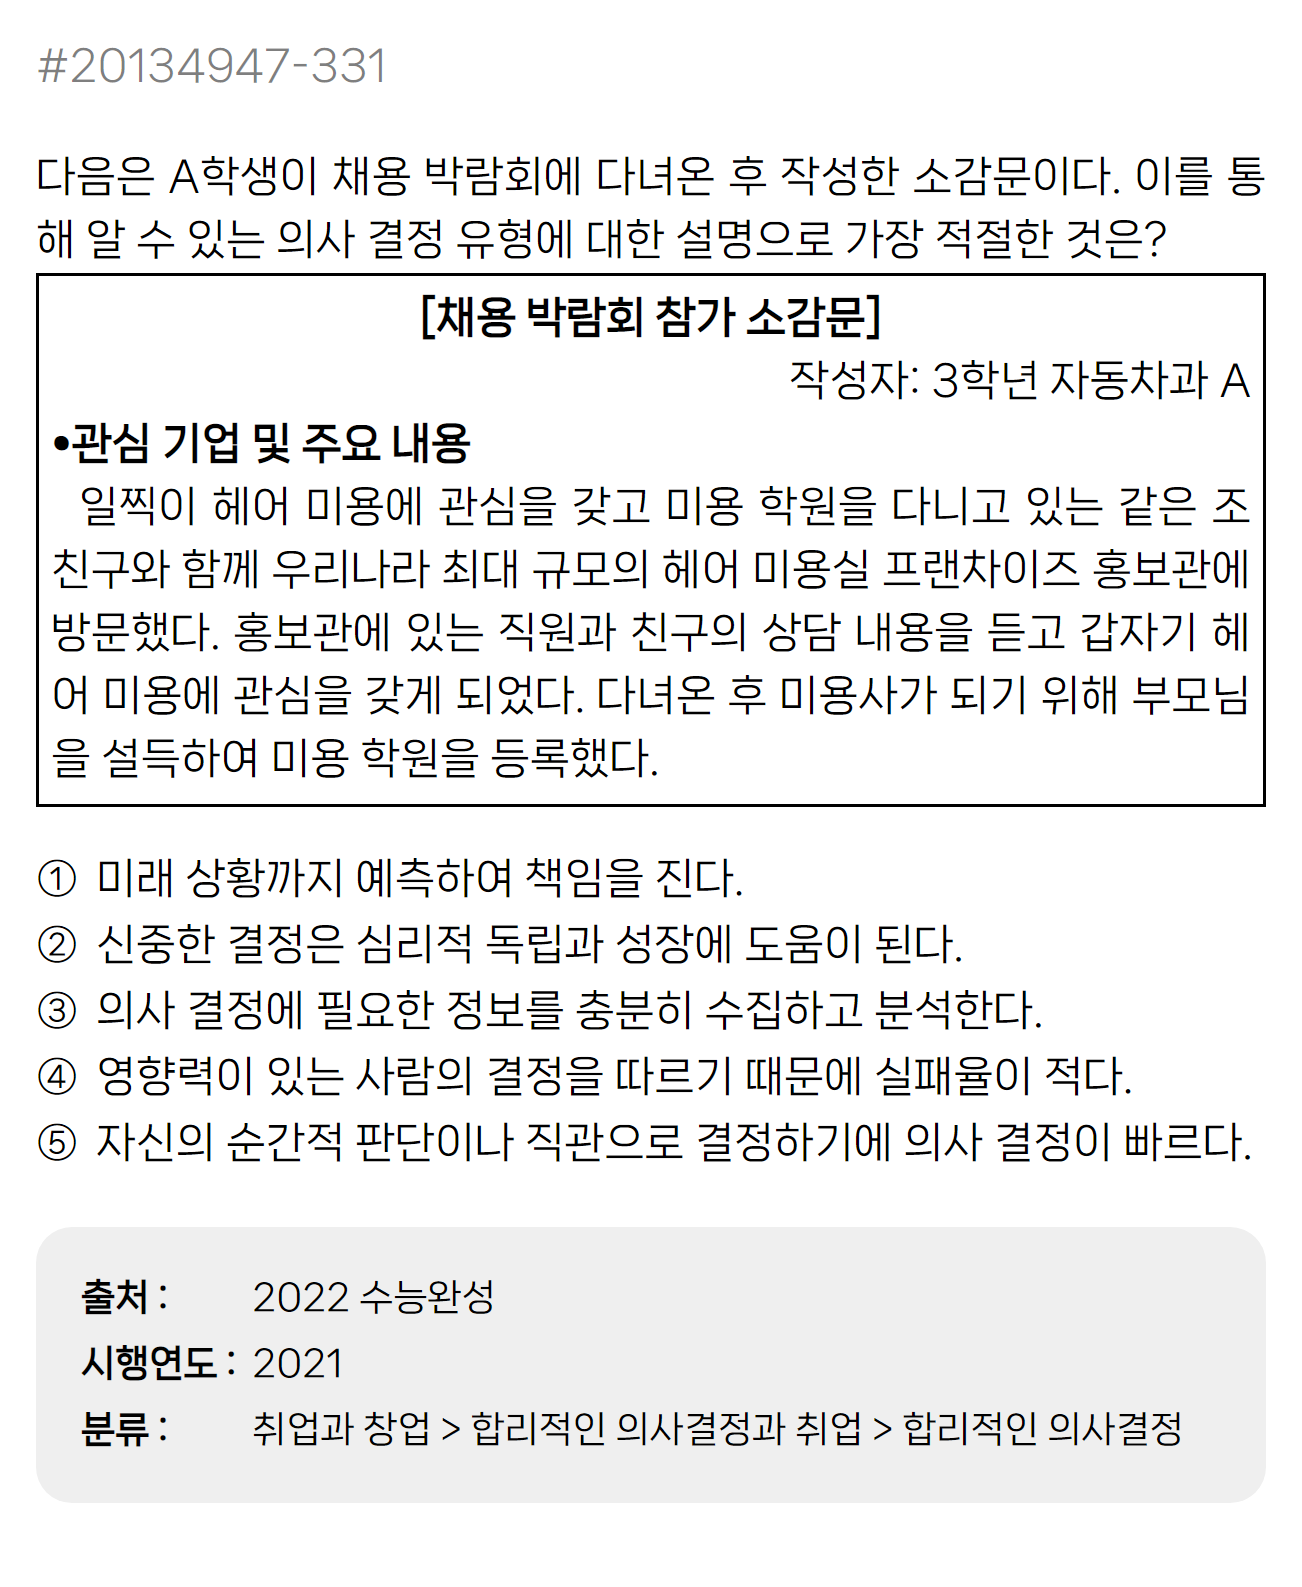 #20134947-331
다음은 A학생이 채용 박람회에 다녀온 후 작성한 소감문이다. 이를 통
해 알 수 있는 의사 결정 유형에 대한 설명으로 가장 적절한 것은?
[채용 박람회 참가 소감문]
작성자: 3학년 자동차과 A
•관심 기업 및 주요 내용
일찍이 헤어 미용에 관심을 갖고 미용 학원을 다니고 있는 같은 조
친구와 함께 우리나라 최대 규모의 헤어 미용실 프랜차이즈 홍보관에
방문했다. 홍보관에 있는 직원과 친구의 상담 내용을 듣고 갑자기 헤
어 미용에 관심을 갖게 되었다. 다녀온 후 미용사가 되기 위해 부모님
을 설득하여 미용 학원을 등록했다.
① 미래 상황까지 예측하여 책임을 진다.
② 신중한 결정은 심리적 독립과 성장에 도움이 된다.
③ 의사 결정에 필요한 정보를 충분히 수집하고 분석한다.
④ 영향력이 있는 사람의 결정을 따르기 때문에 실패율이 적다.
⑤ 자신의 순간적 판단이나 직관으로 결정하기에 의사 결정이 빠르다.
출처 : 2022 수능완성
시행연도 : 2021
분류 : 취업과 창업 > 합리적인 의사결정과 취업 > 합리적인 의사결정